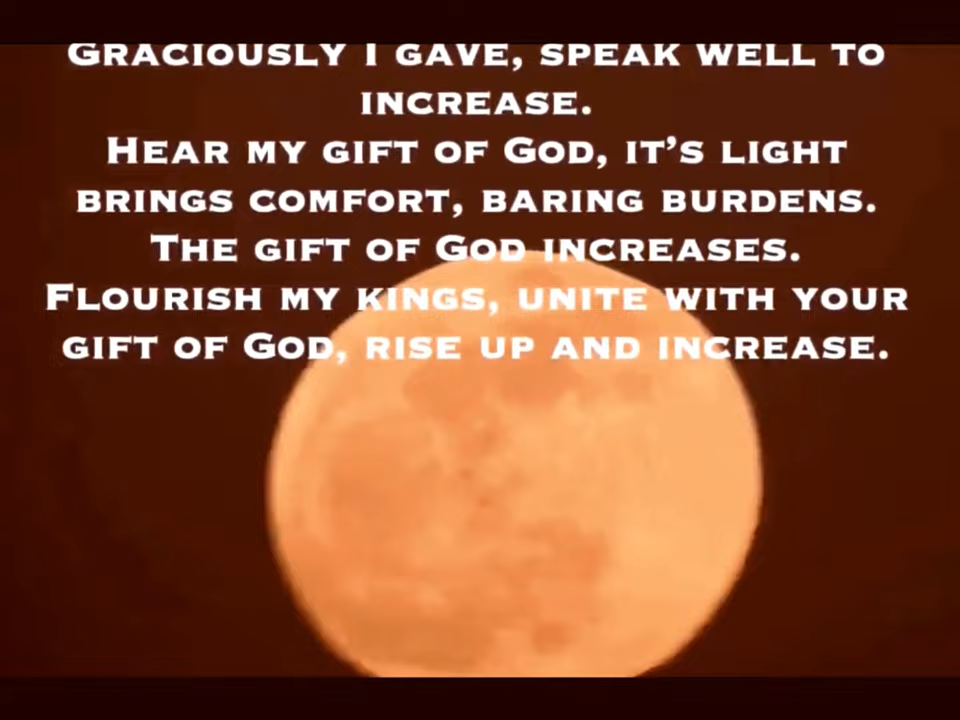 Graciously I gave, speak well to
increase.
Hear my gift of God, it's light
brings comfort, baring burdens.
The gift of God increases.
Flourish my kings, unite with your
gift of God, rise up and increase.